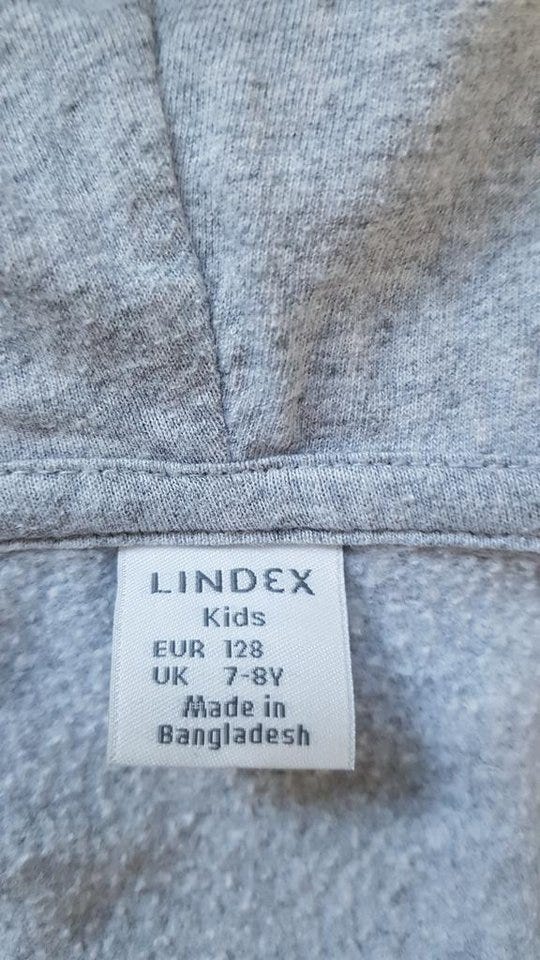 LINDEX
Kids
EUR 128
UK 7-8Y
Made in
Bangladesh